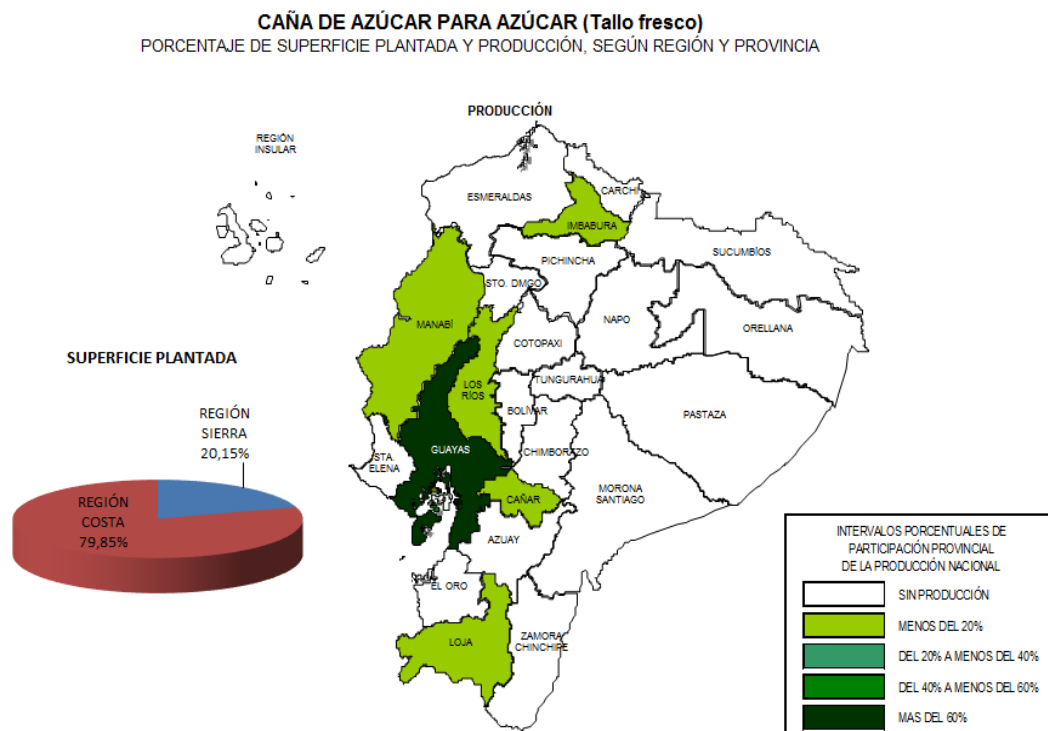 CAÑA DE AZÚCAR PARA AZÚCAR (Tallo fresco)
PORCENTAJE DE SUPERFICIE PLANTADA Y PRODUCCIÓN, SEGÚN REGIÓN Y PROVINCIA
PRODUCCIÓN
REGIÓN
INSULAR
ESMERALDAS
CARCHI
IMBABURA
SUCUMBÍOS
PICHINCHA
STO. DMGO
NAPO
ORELLANA
MANABÍ
COTOPAXI
TUNGURAHUA
LOS
RÍOS
BOLÍVAR
PASTAZA
GUAYAS
CHIMBORAZO
STA.
ELENA
MORONA
SANTIAGO
CAÑAR
AZUAY
EL ORO
LOJA
ZAMORA
CHINCHIPE
SUPERFICIE PLANTADA
REGIÓN
SIERRA
20,15%
REGIÓN
COSTA
79,85%
INTERVALOS PORCENTUALES DE
PARTICIPACIÓN PROVINCIAL
DE LA PRODUCCIÓN NACIONAL
SIN PRODUCCIÓN
MENOS DEL 20%
DEL 20% A MENOS DEL 40%
DEL 40% A MENOS DEL 60%
MAS DEL 60%